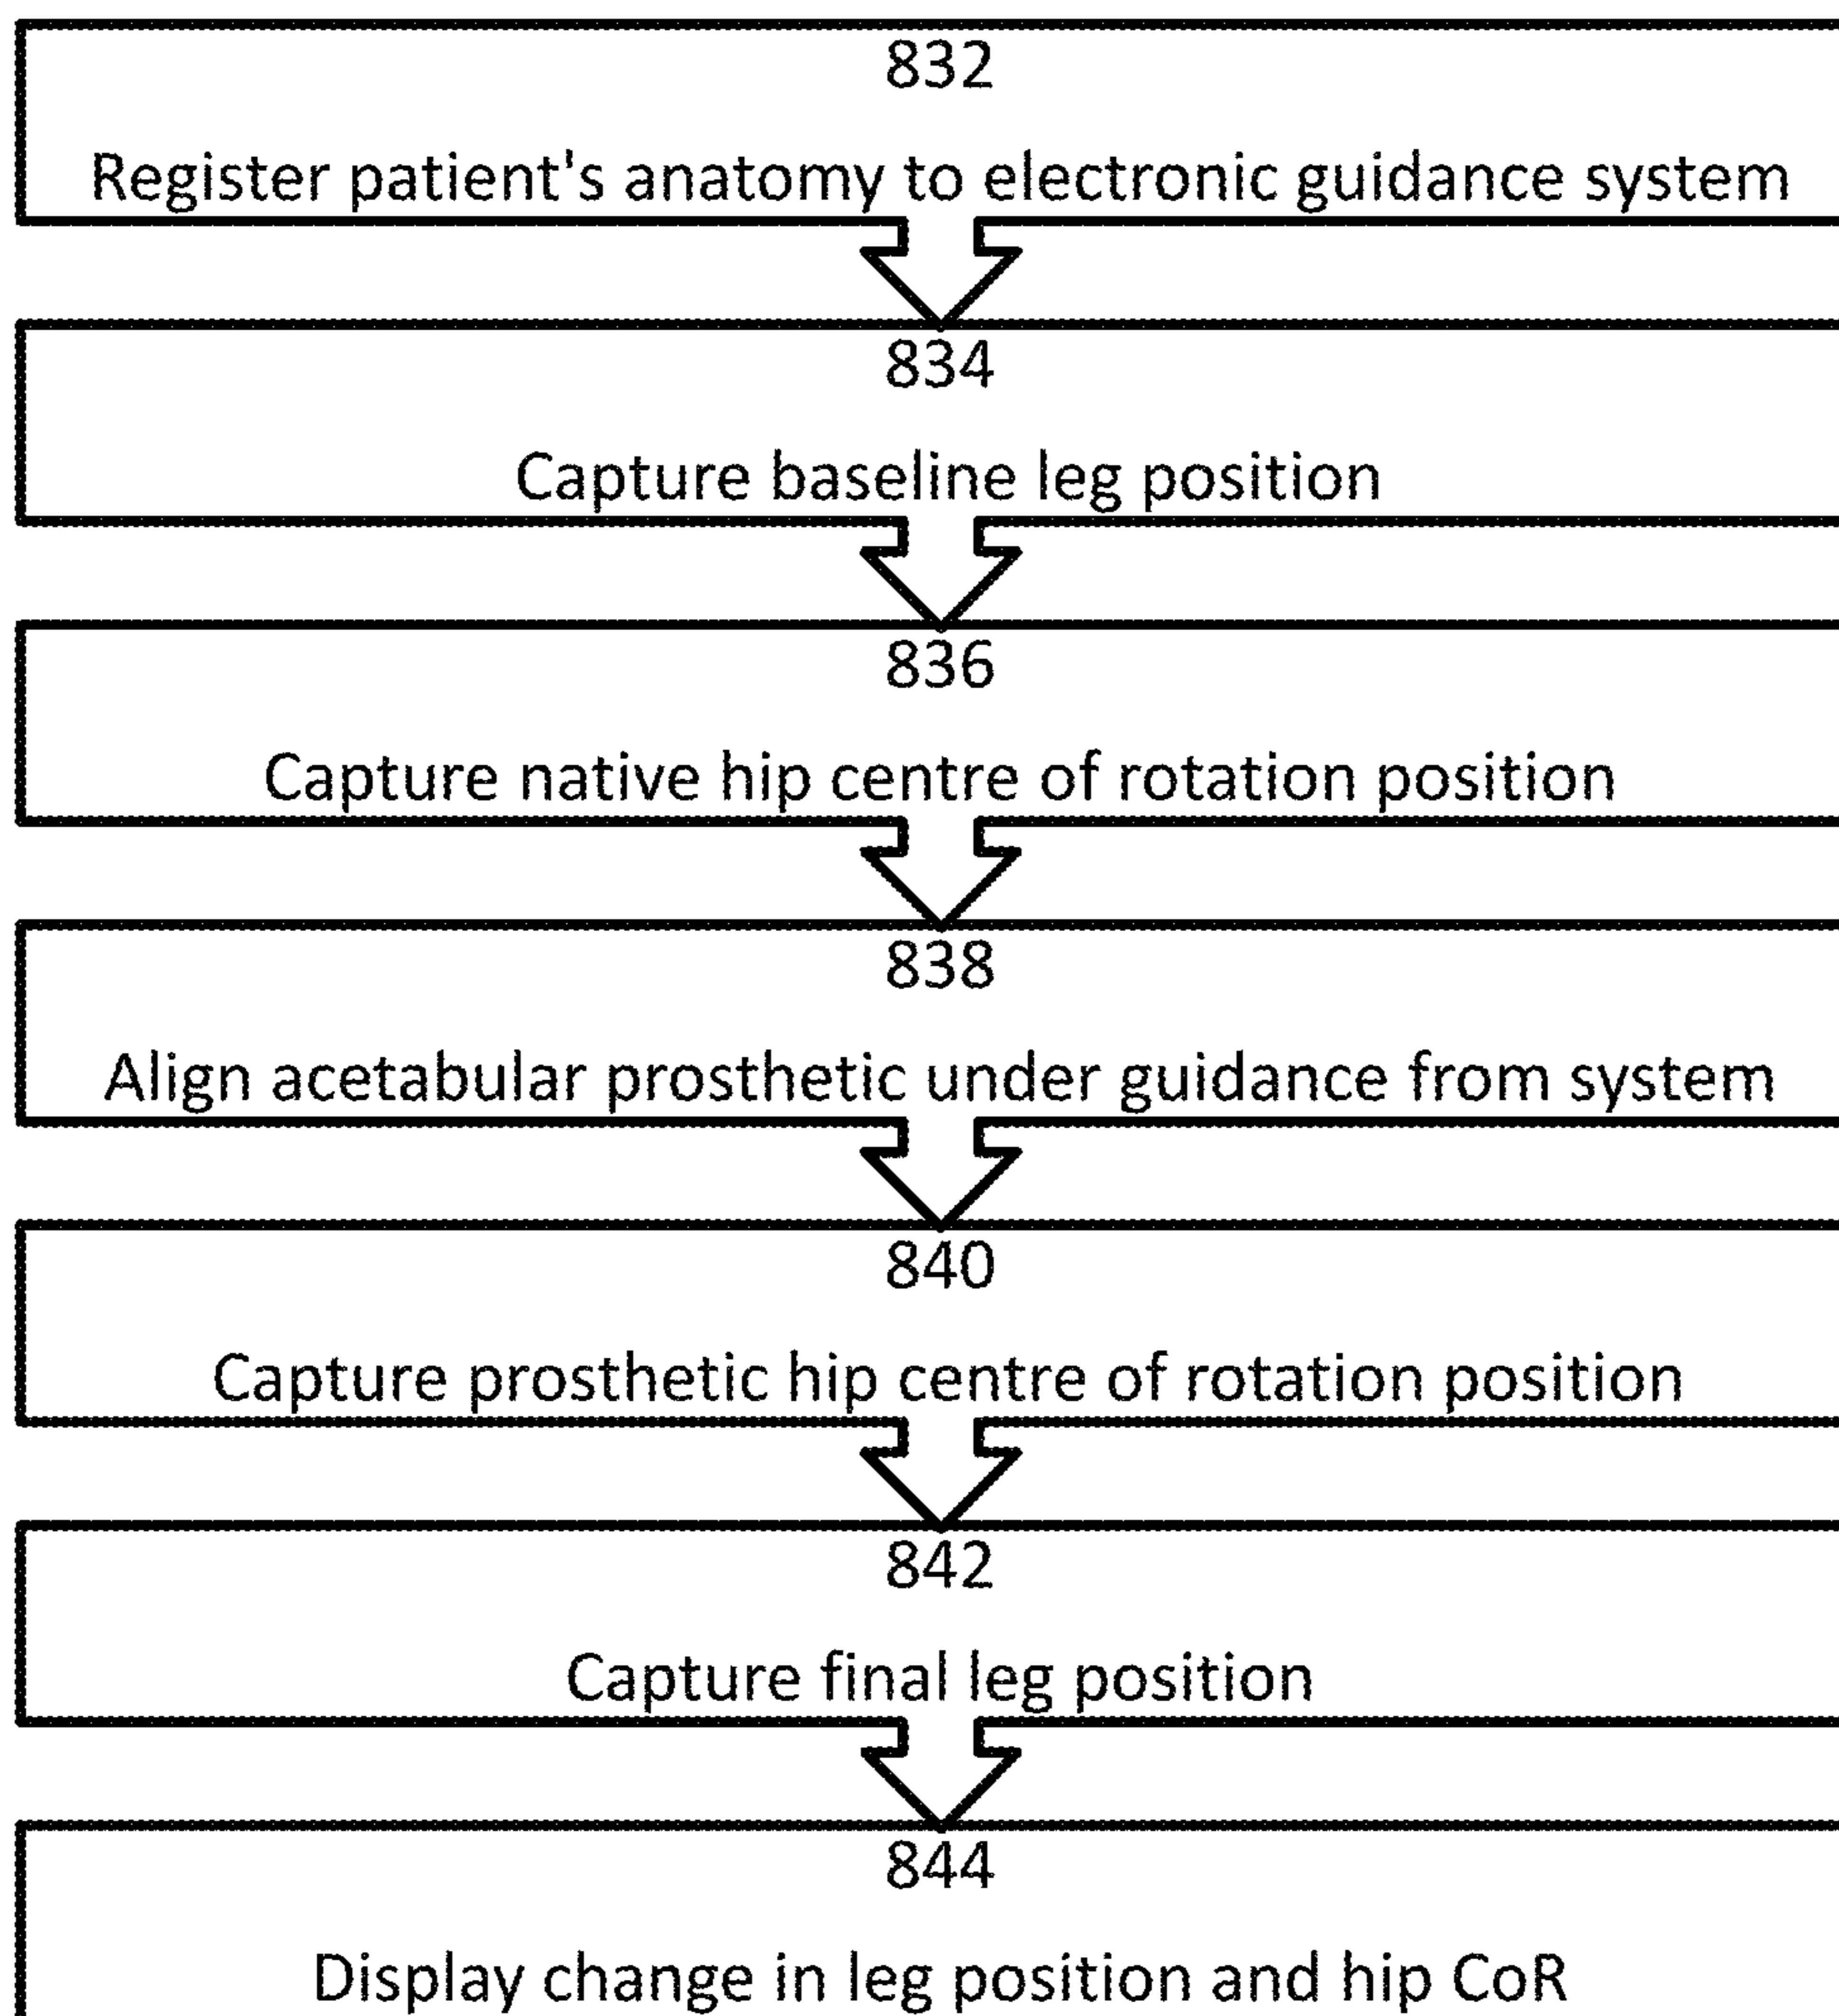 832
Register patient's anatomy to electronic guidance system
834
Capture baseline leg position
836
Capture native hip centre of rotation position
838
Align acetabular prosthetic under guidance from system
840
Capture prosthetic hip centre of rotation position
842
Capture final leg position
844
Display change in leg position and hip CoR